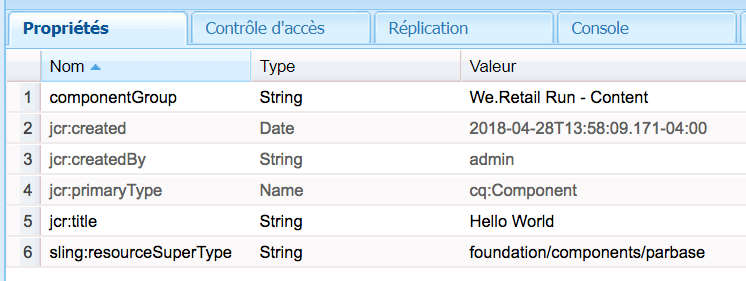 Propriétés Contrôle d'accès Réplication Console
Nom Type Valeur
1 componentGroup String We.Retail Run - Content
2 jcr:created Date 2018-04-28T13:58:09.171-04:00
3 jcr:createdBy String admin
4 jcr:primaryType Name cq:Component
5 jcr:title String Hello World
6 sling:resourceSuperType String foundation/components/parbase